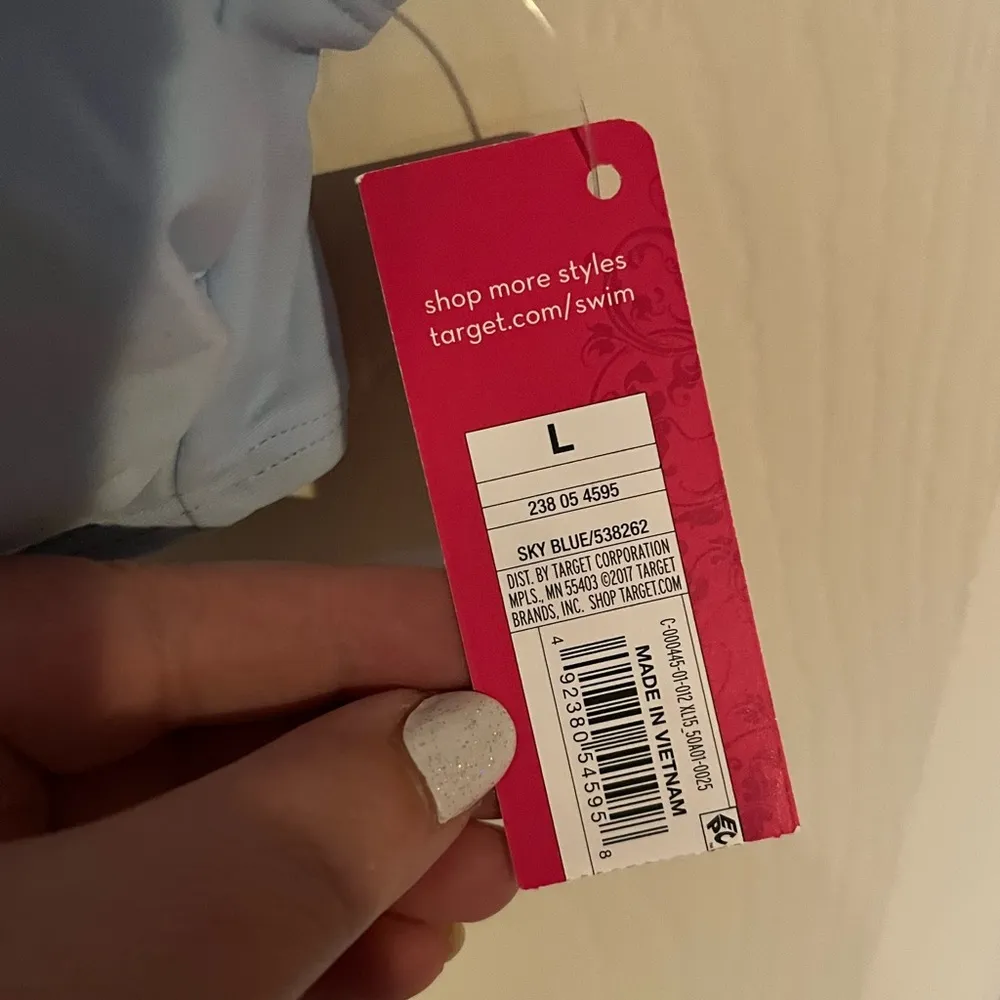 shop more styles
target.com/swim
L
238 05 4595
SKY BLUE/538262
DIST. BY TARGET CORPORATION
MPLS., MN 55403 ©2017 TARGET
BRANDS, INC. SHOP TARGET.COM
C-000445-01-012 XL15_50A01-0025
MADE IN VIETNAM
4 92380 54595 8
EPC